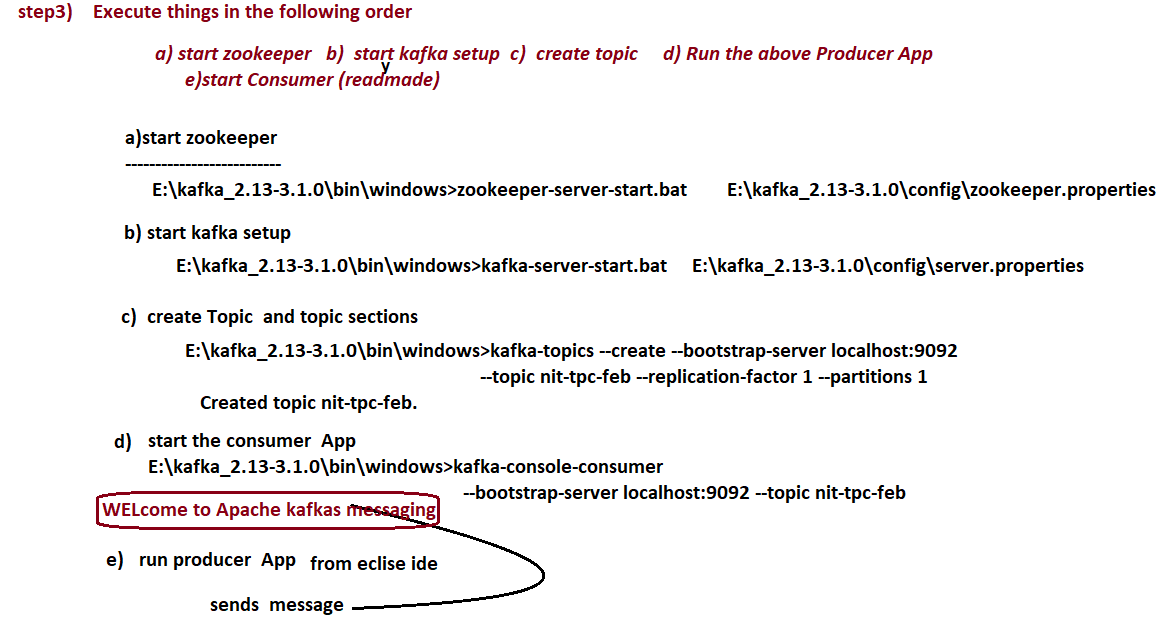 step3) Execute things in the following order
a) start zookeeper b) start kafka setup c) create topic d) Run the above Producer App
y
e)start Consumer (readmade)
a)start zookeeper
--------------------------
E:\kafka_2.13-3.1.0\bin\windows>zookeeper-server-start.bat E:\kafka_2.13-3.1.0\config\zookeeper.properties
b) start kafka setup
E:\kafka_2.13-3.1.0\bin\windows>kafka-server-start.bat E:\kafka_2.13-3.1.0\config\server.properties
c) create Topic and topic sections
E:\kafka_2.13-3.1.0\bin\windows>kafka-topics --create --bootstrap-server localhost:9092
--topic nit-tpc-feb --replication-factor 1 --partitions 1
Created topic nit-tpc-feb.
d) start the consumer App
E:\kafka_2.13-3.1.0\bin\windows>kafka-console-consumer
--bootstrap-server localhost:9092 --topic nit-tpc-feb
WELcome to Apache kafkas messaging
e) run producer App from eclise ide
sends message